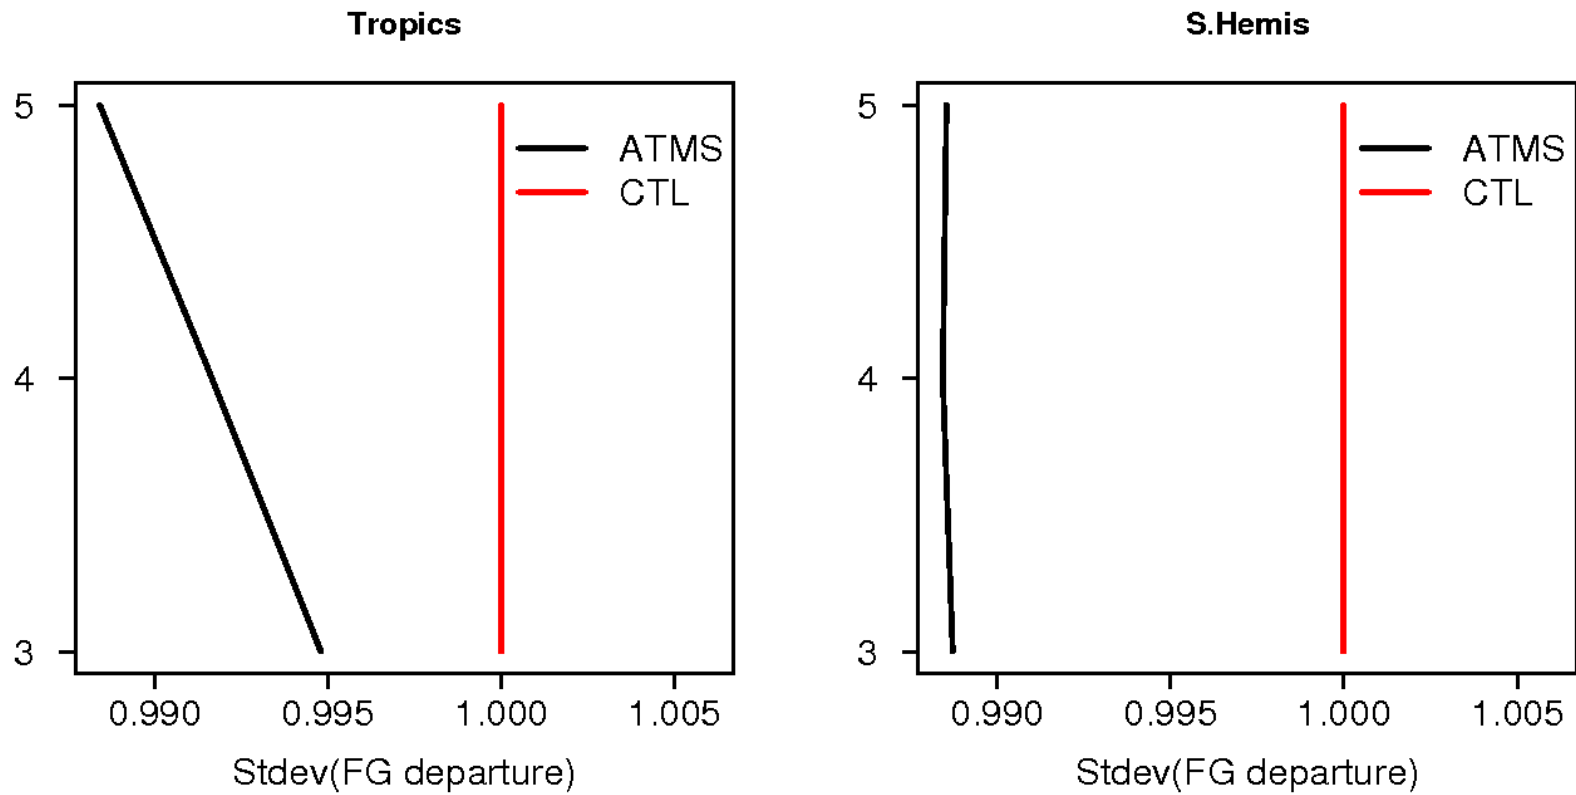 Tropics
5
4
3
ATMS
CTL
0.990 0.995 1.000 1.005
Stdev(FG departure)
S.Hemis
5
4
3
ATMS
CTL
0.990 0.995 1.000 1.005
Stdev(FG departure)